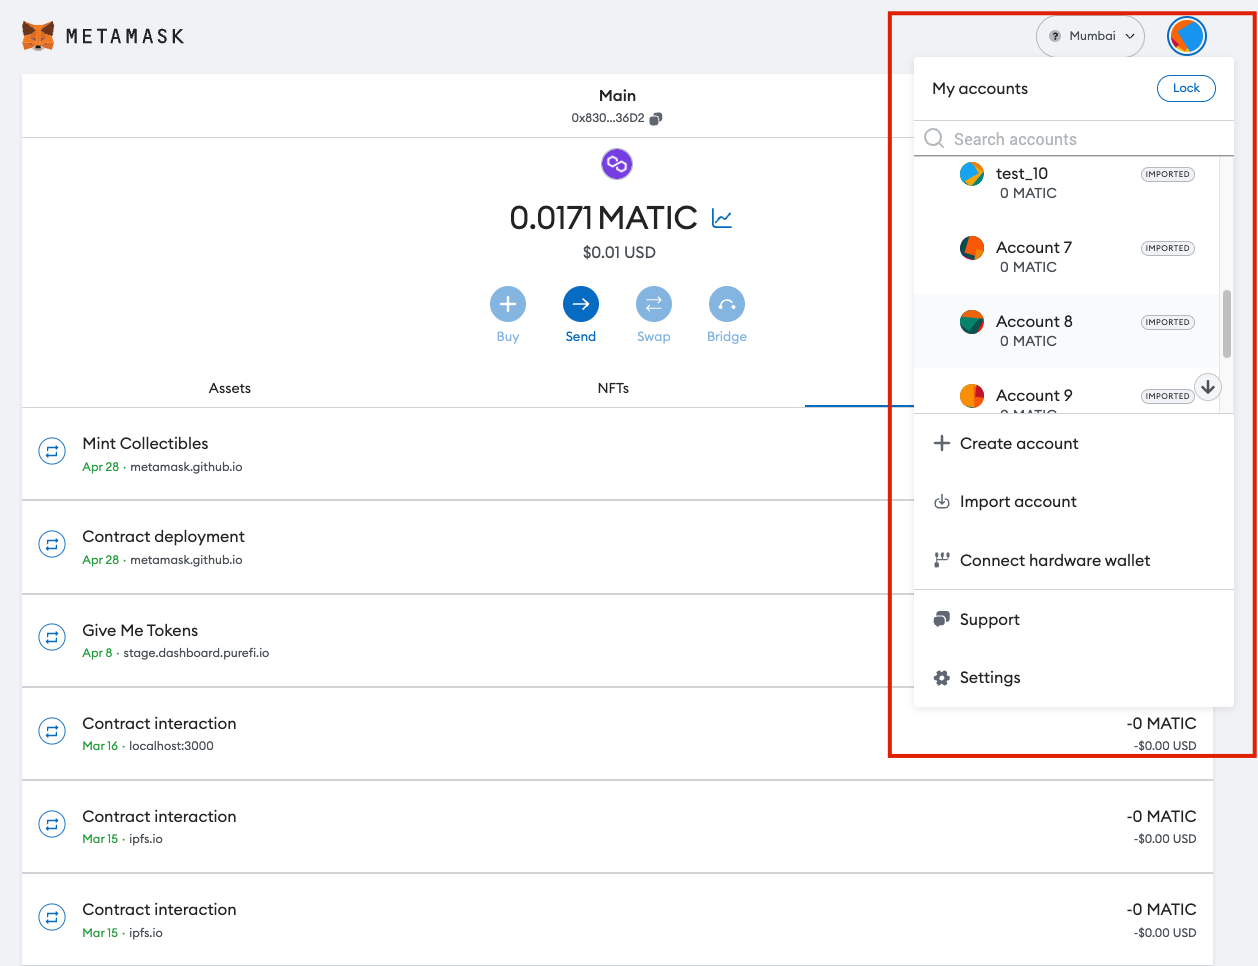 METAMASK
? Mumbai
Main
0x830...36D2
0.0171 MATIC
$0.01 USD
Buy
Send
Swap
Bridge
Assets
NFTs
Mint Collectibles
Apr 28 · metamask.github.io
Contract deployment
Apr 28 · metamask.github.io
Give Me Tokens
Apr 8 · stage.dashboard.purefi.io
Contract interaction
-0 MATIC
Mar 16 · localhost:3000
-$0.00 USD
Contract interaction
-0 MATIC
Mar 15 · ipfs.io
-$0.00 USD
Contract interaction
-0 MATIC
Mar 15 · ipfs.io
-$0.00 USD
My accounts
Lock
Search accounts
test_10
IMPORTED
0 MATIC
Account 7
IMPORTED
0 MATIC
Account 8
IMPORTED
0 MATIC
Account 9
IMPORTED
0 MATIC
Create account
Import account
Connect hardware wallet
Support
Settings